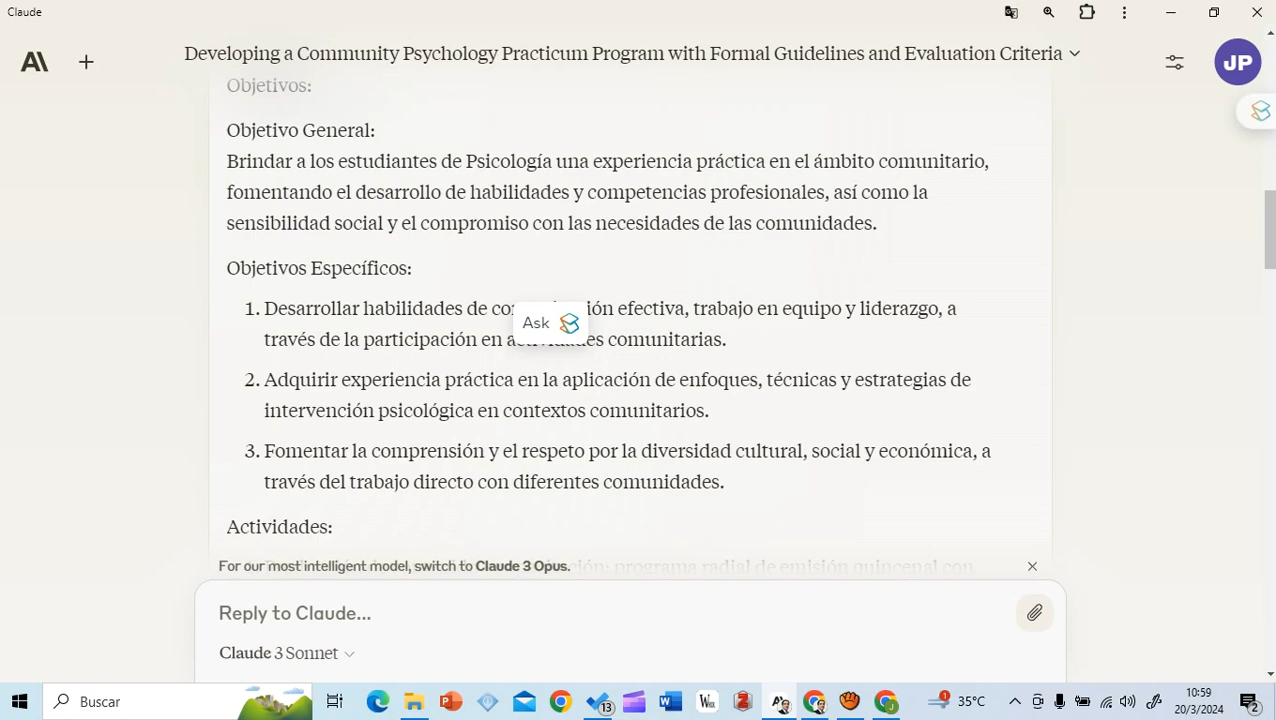 Claude
Developing a Community Psychology Practicum Program with Formal Guidelines and Evaluation Criteria
JP
Objetivos:
Objetivo General:
Brindar a los estudiantes de Psicología una experiencia práctica en el ámbito comunitario,
fomentando el desarrollo de habilidades y competencias profesionales, así como la
sensibilidad social y el compromiso con las necesidades de las comunidades.
Objetivos Específicos:
1. Desarrollar habilidades de efectiva, trabajo en equipo y liderazgo, a
Ask
través de la participación en comunitarias.
2. Adquirir experiencia práctica en la aplicación de enfoques, técnicas y estrategias de
intervención psicológica en contextos comunitarios.
3. Fomentar la comprensión y el respeto por la diversidad cultural, social y económica, a
través del trabajo directo con diferentes comunidades.
Actividades:
For our most intelligent model, switch to Claude 3 Opus.
programa radial de emisión quincenal con
Reply to Claude...
Claude 3 Sonnet
Buscar
13
1
35°C
10:59
20/3/2024
2